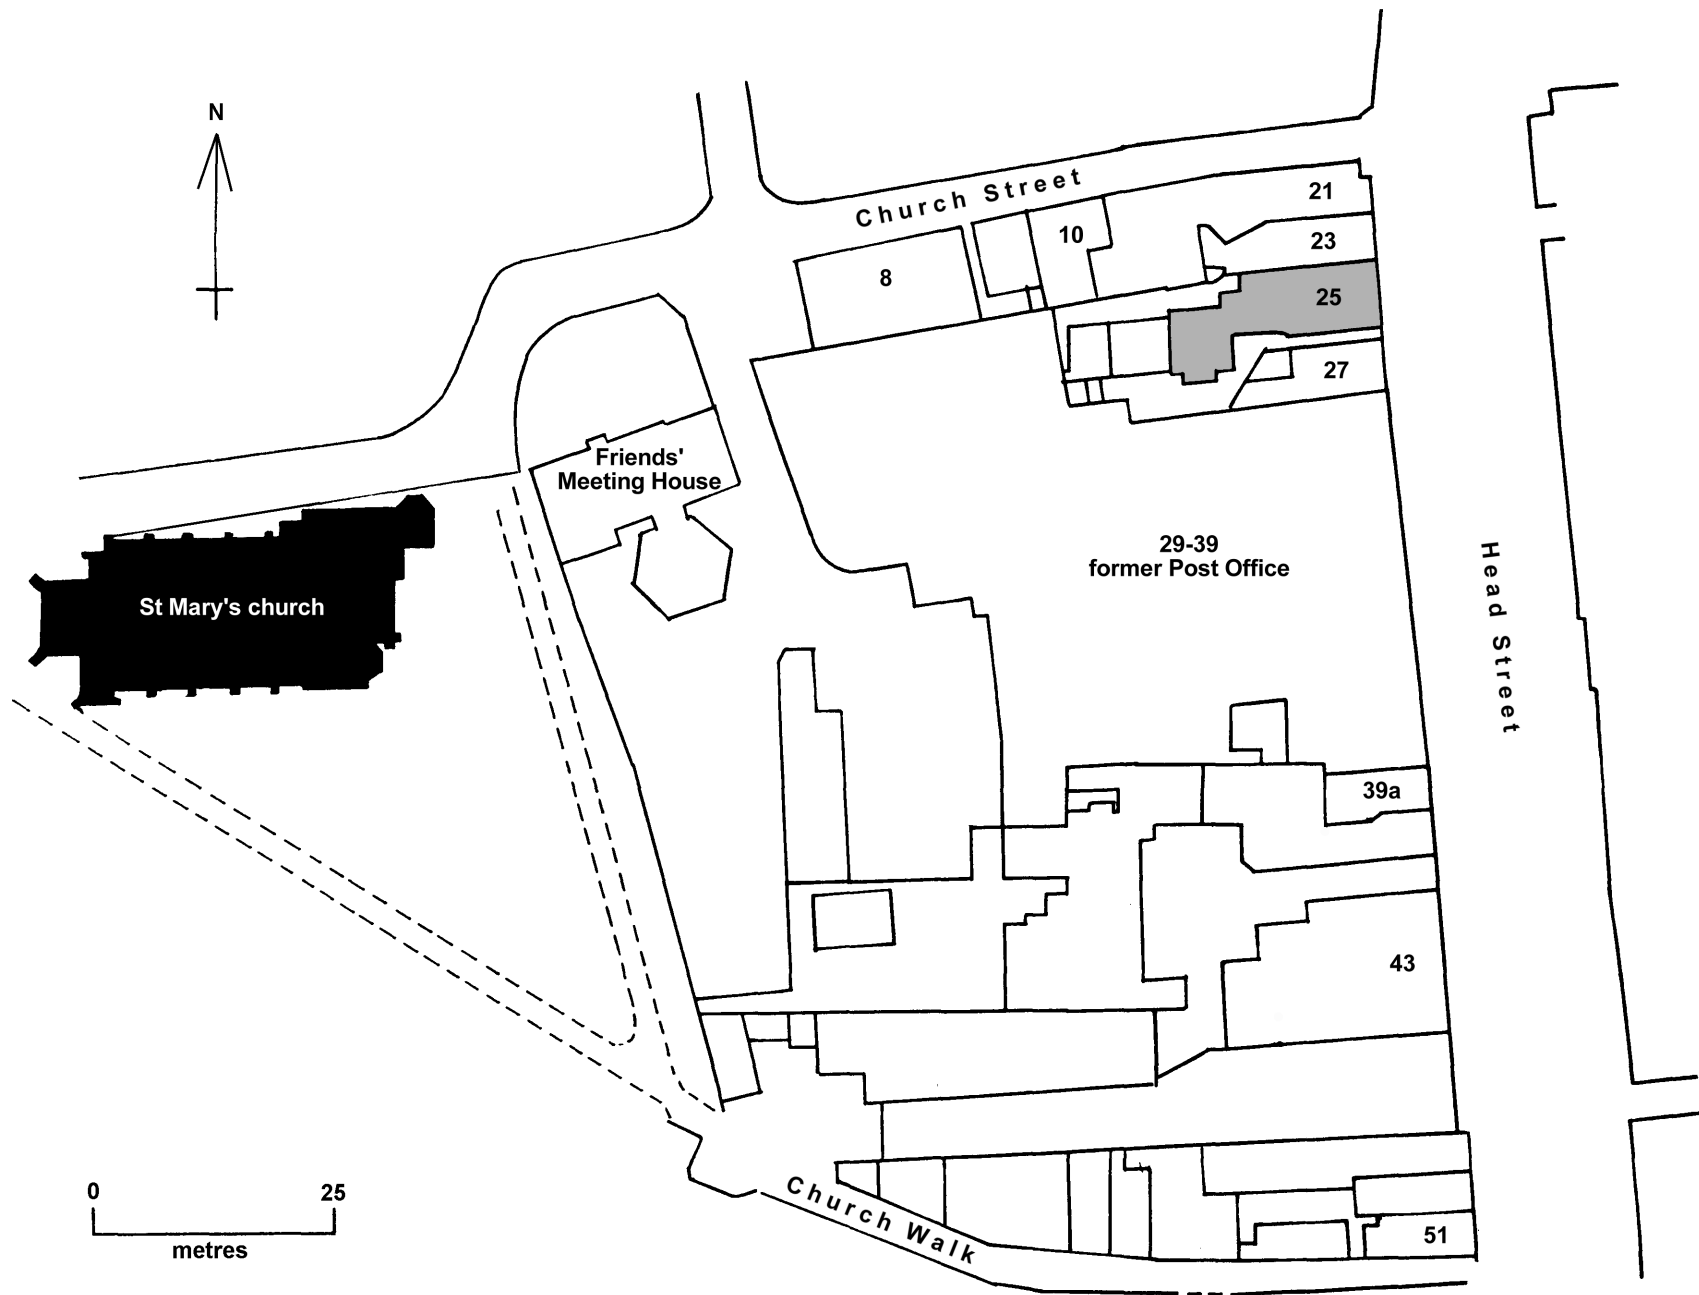 N
Church Street
21
10
23
8
25
27
Friends'
Meeting House
29-39
former Post Office
St Mary's church
Head Street
39a
43
0 25
metres
Church Walk
51